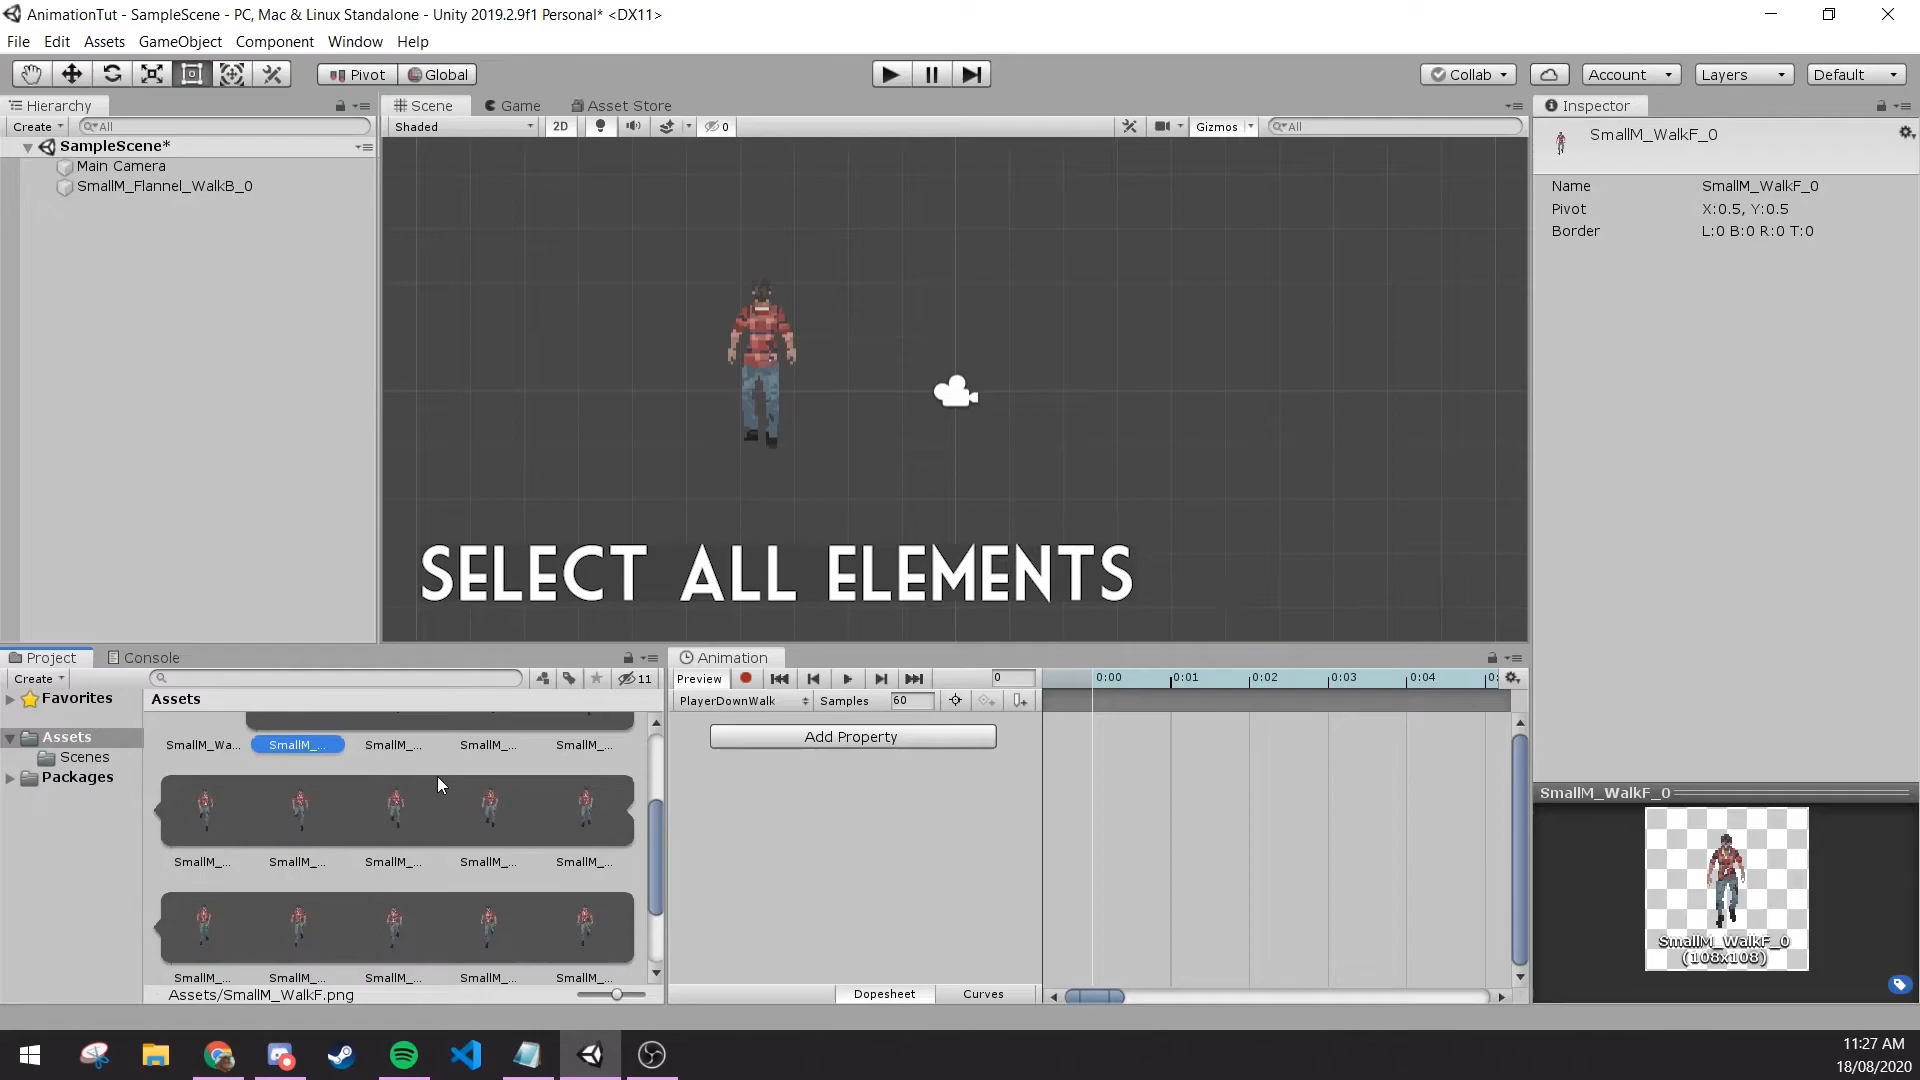 AnimationTut - SampleScene - PC, Mac & Linux Standalone - Unity 2019.2.9f1 Personal* <DX11>
File Edit Assets GameObject Component Window Help
Pivot Global Collab Account Layers Default
Hierarchy Scene Game Asset Store Inspector
Create All Shaded 2D 0 Gizmos All
SampleScene*
Main Camera
SmallM_Flannel_WalkB_0
SmallM_WalkF_0
Name SmallM_WalkF_0
Pivot X:0.5, Y:0.5
Border L:0 B:0 R:0 T:0
SELECT ALL ELEMENTS
Project Console Animation
Create 11 Preview 0 0:00 0:01 0:02 0:03 0:04
Favorites Assets PlayerDownWalk Samples 60
Assets
Scenes
Packages
SmallM_Wa... SmallM_... SmallM_... SmallM_... SmallM_...
Add Property
SmallM_... SmallM_... SmallM_... SmallM_... SmallM_...
SmallM_... SmallM_... SmallM_... SmallM_... SmallM_...
Assets/SmallM_WalkF.png
Dopesheet Curves
SmallM_WalkF_0
SmallM_WalkF_0
(108x108)
11:27 AM
18/08/2020